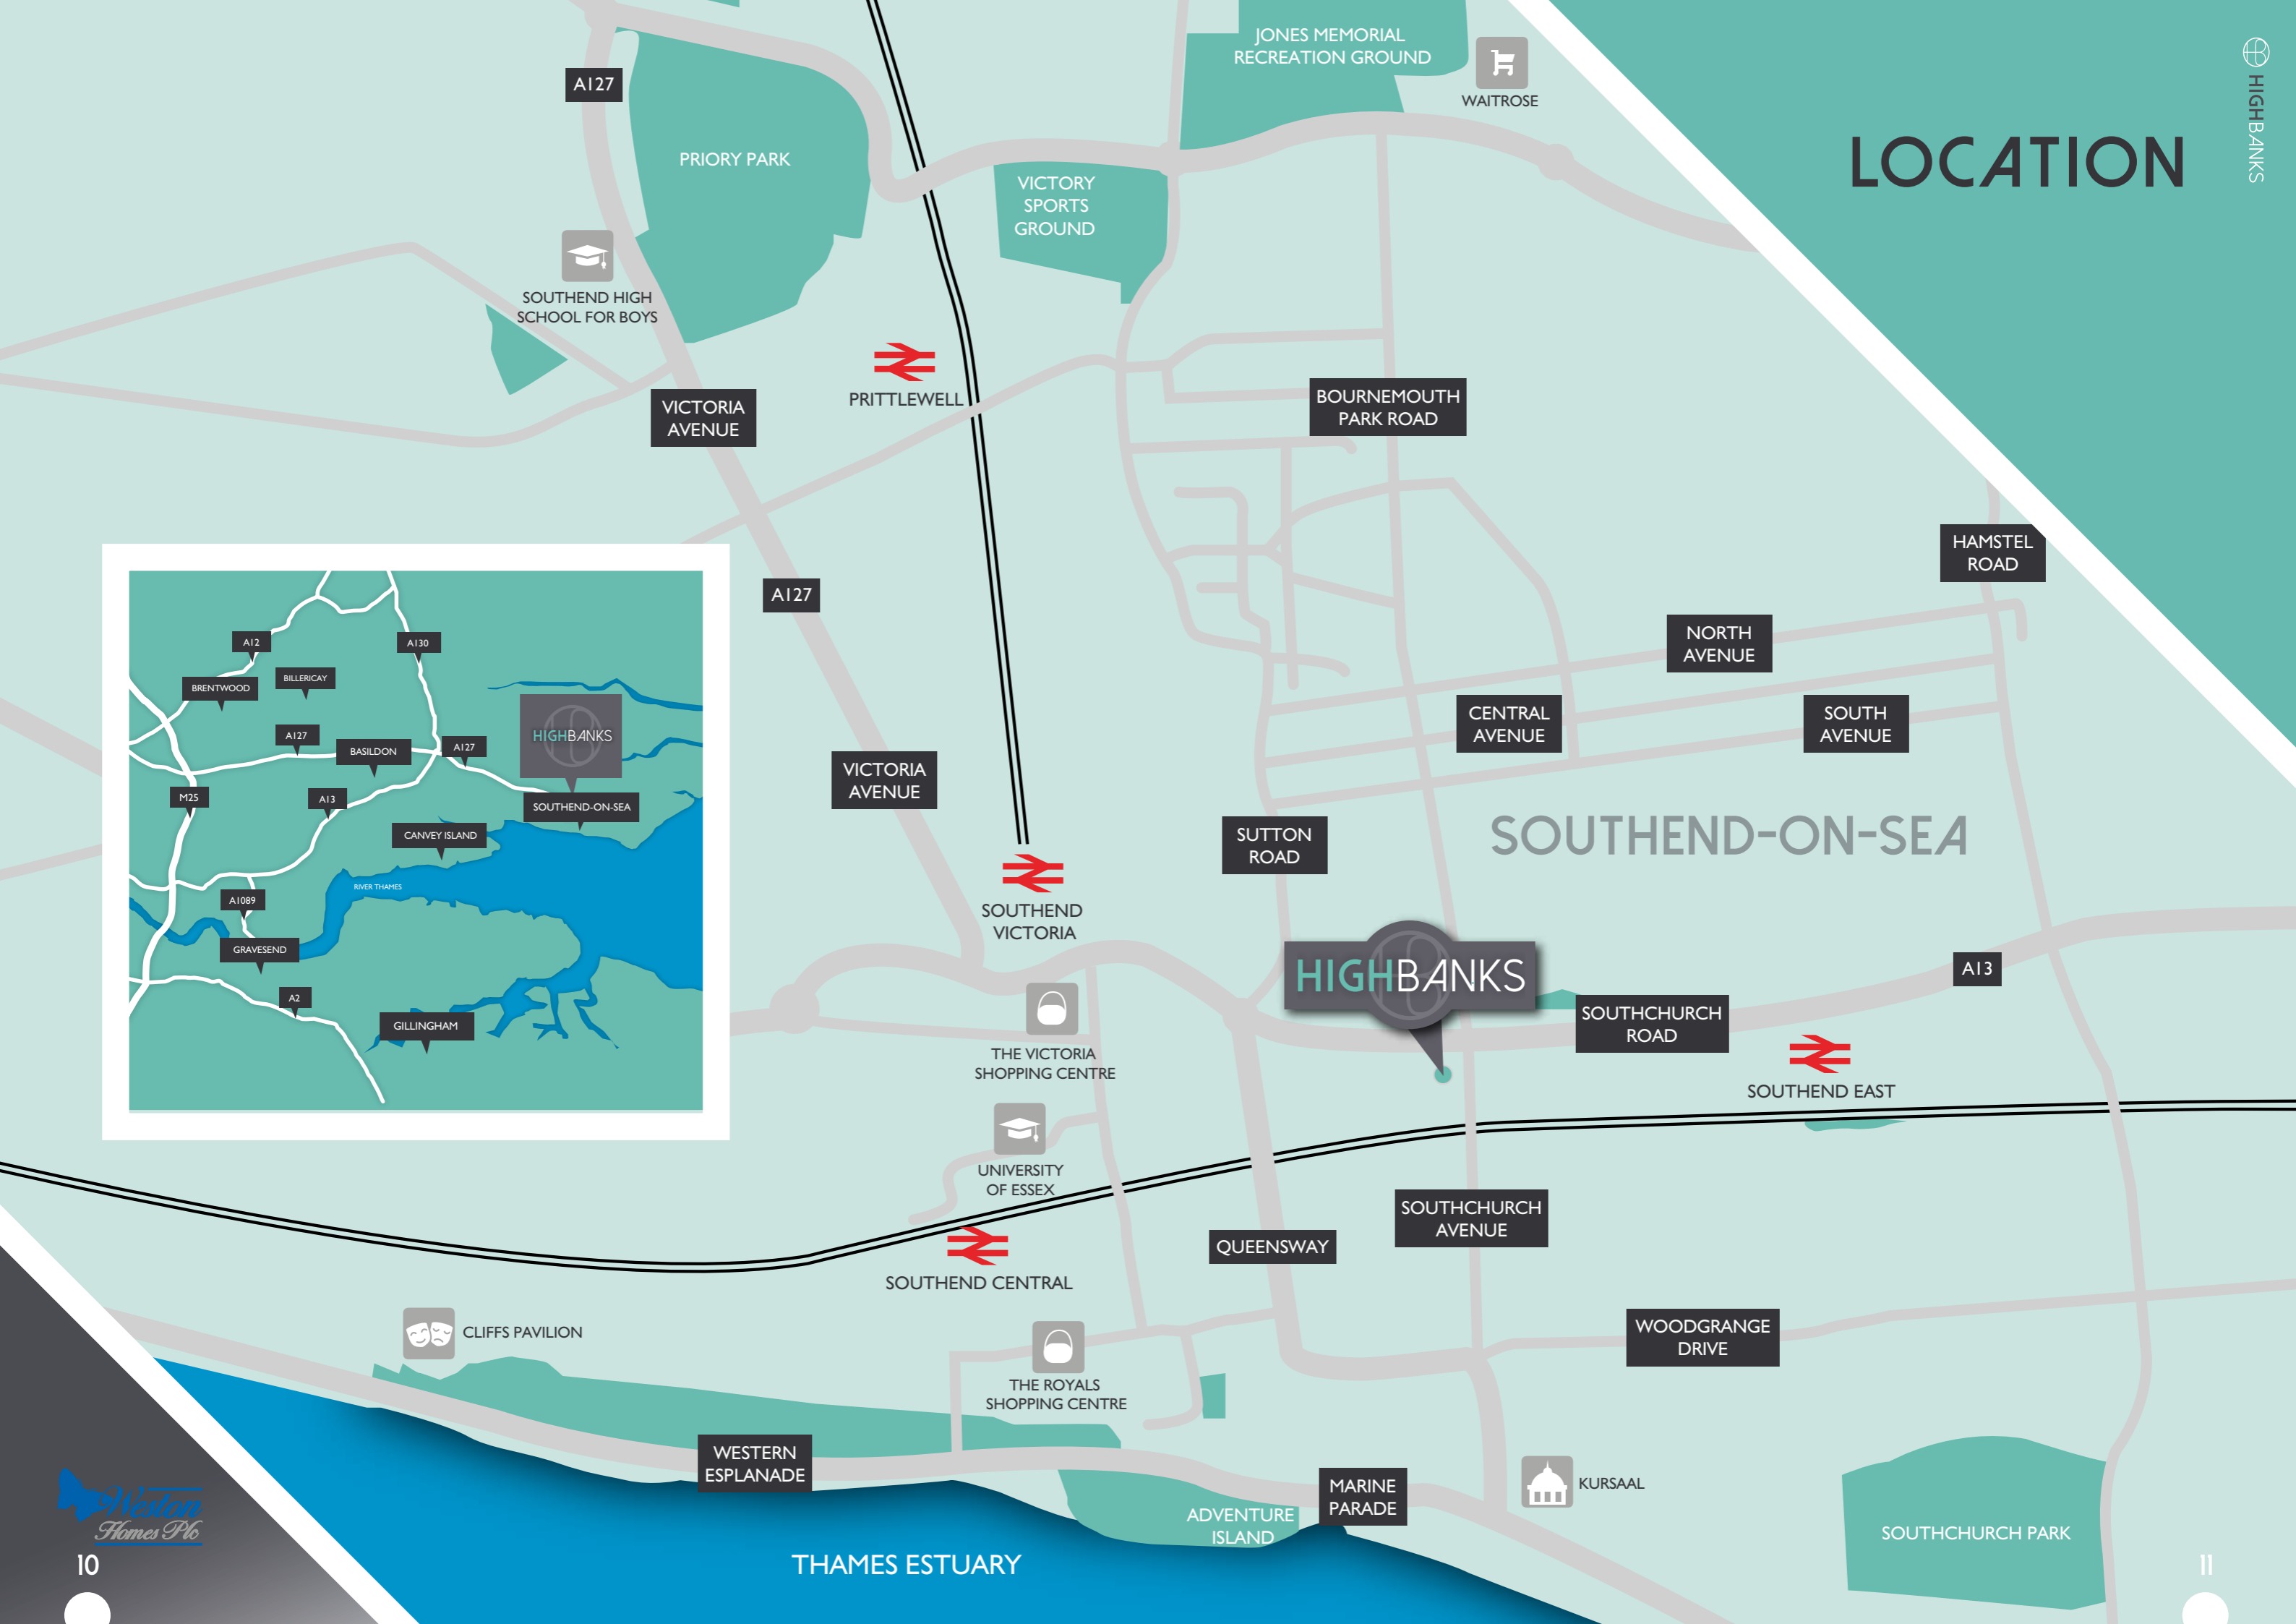 LOCATION
HIGHBANKS
JONES MEMORIAL
RECREATION GROUND
WAITROSE
A127
PRIORY PARK
VICTORY
SPORTS
GROUND
SOUTHEND HIGH
SCHOOL FOR BOYS
PRITTLEWELL
VICTORIA
AVENUE
BOURNEMOUTH
PARK ROAD
HAMSTEL
ROAD
A127
NORTH
AVENUE
CENTRAL
AVENUE
SOUTH
AVENUE
VICTORIA
AVENUE
SUTTON
ROAD
SOUTHEND-ON-SEA
SOUTHEND
VICTORIA
HIGHBANKS
A13
SOUTHCHURCH
ROAD
THE VICTORIA
SHOPPING CENTRE
SOUTHEND EAST
UNIVERSITY
OF ESSEX
SOUTHCHURCH
AVENUE
QUEENSWAY
SOUTHEND CENTRAL
CLIFFS PAVILION
WOODGRANGE
DRIVE
THE ROYALS
SHOPPING CENTRE
WESTERN
ESPLANADE
MARINE
PARADE
KURSAAL
ADVENTURE
ISLAND
SOUTHCHURCH PARK
THAMES ESTUARY
A12
A130
BILLERICAY
BRENTWOOD
HIGHBANKS
A127
BASILDON
A127
M25
A13
SOUTHEND-ON-SEA
CANVEY ISLAND
RIVER THAMES
A1089
GRAVESEND
A2
GILLINGHAM
Weston
Homes Plc
10
11